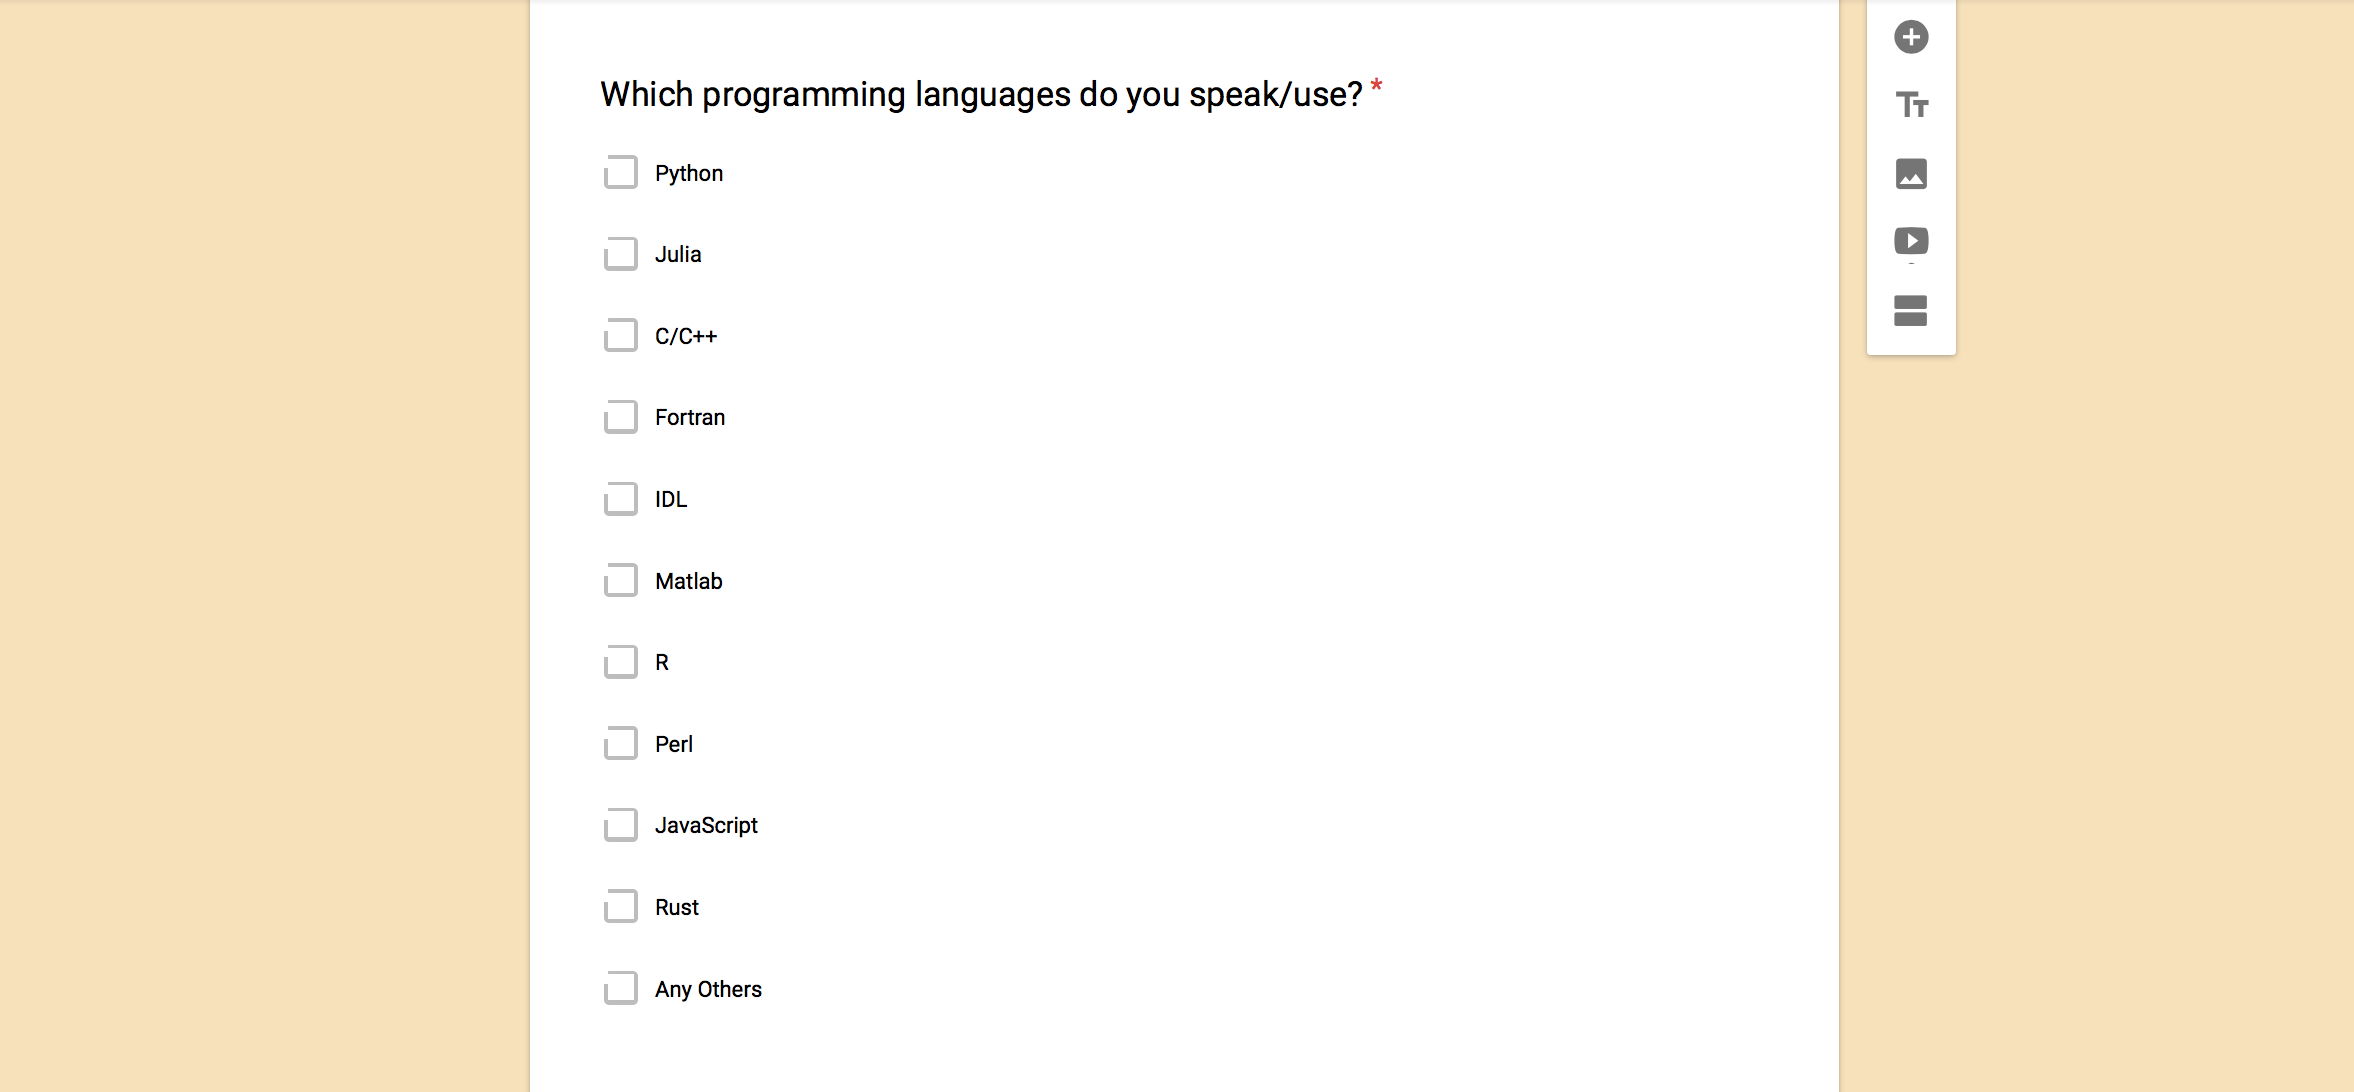 Which programming languages do you speak/use? *
Python
Julia
C/C++
Fortran
IDL
Matlab
R
Perl
JavaScript
Rust
Any Others